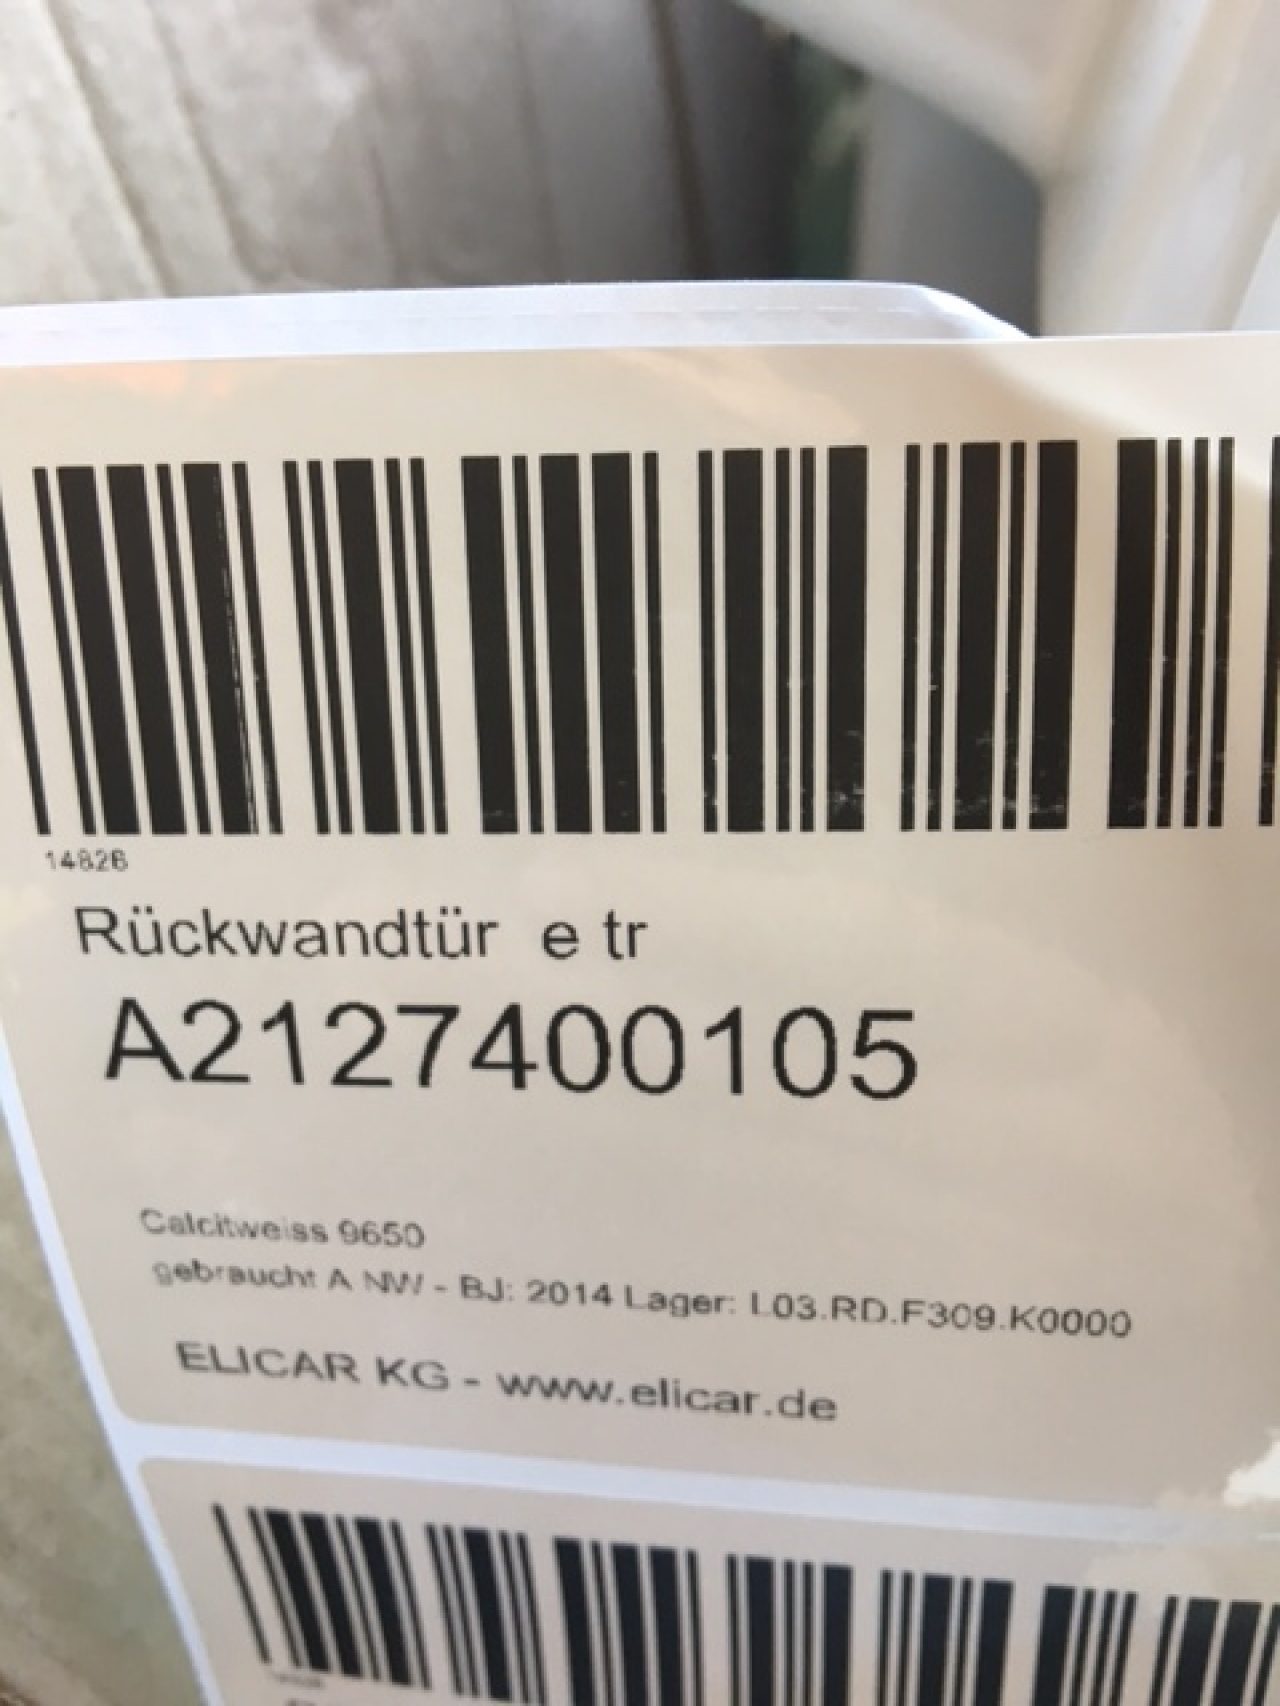 14826
Rückwandtür e tr
A2127400105
Calcitweiss 9650
gebraucht A NW - BJ: 2014 Lager: L03.RD.F309.K0000
ELICAR KG - www.elicar.de